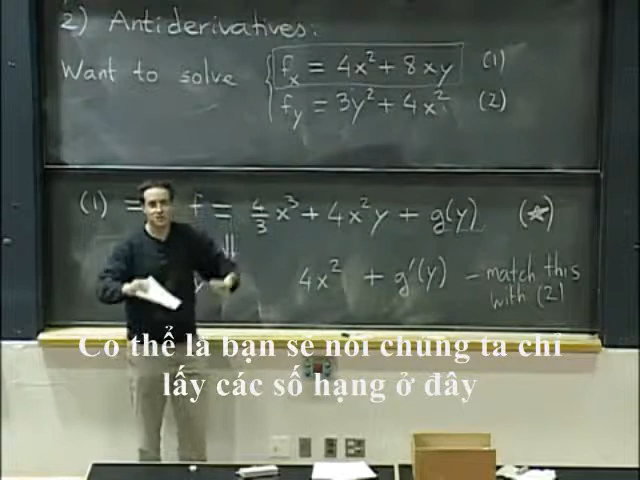 2) Antiderivatives:
Want to solve { fx = 4x² + 8xy (1)
fy = 3y² + 4x² (2)
(1) = f = 4/3 x³ + 4x²y + g(y) (★)
⇓
y 4x² + g'(y) - match this
with (2)
Có thể là bạn sẽ nói chúng ta chỉ
lấy các số hạng ở đây